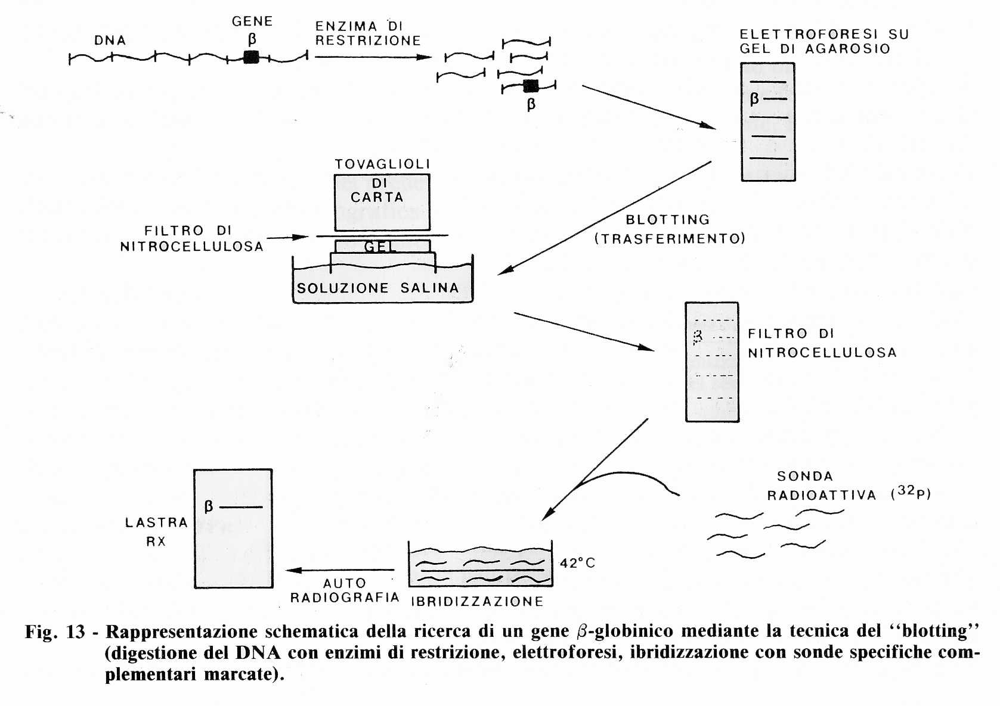 DNA
GENE
β
ENZIMA DI
RESTRIZIONE
β
ELETTROFORESI SU
GEL DI AGAROSIO
β
TOVAGLIOLI
DI
CARTA
FILTRO DI
NITROCELLULOSA
GEL
SOLUZIONE SALINA
BLOTTING
(TRASFERIMENTO)
β
FILTRO DI
NITROCELLULOSA
SONDA
RADIOATTIVA (32P)
β
LASTRA
RX
42°C
AUTO
RADIOGRAFIA
IBRIDIZZAZIONE
Fig. 13 - Rappresentazione schematica della ricerca di un gene β-globinico mediante la tecnica del “blotting”
(digestione del DNA con enzimi di restrizione, elettroforesi, ibridizzazione con sonde specifiche com-
plementari marcate).